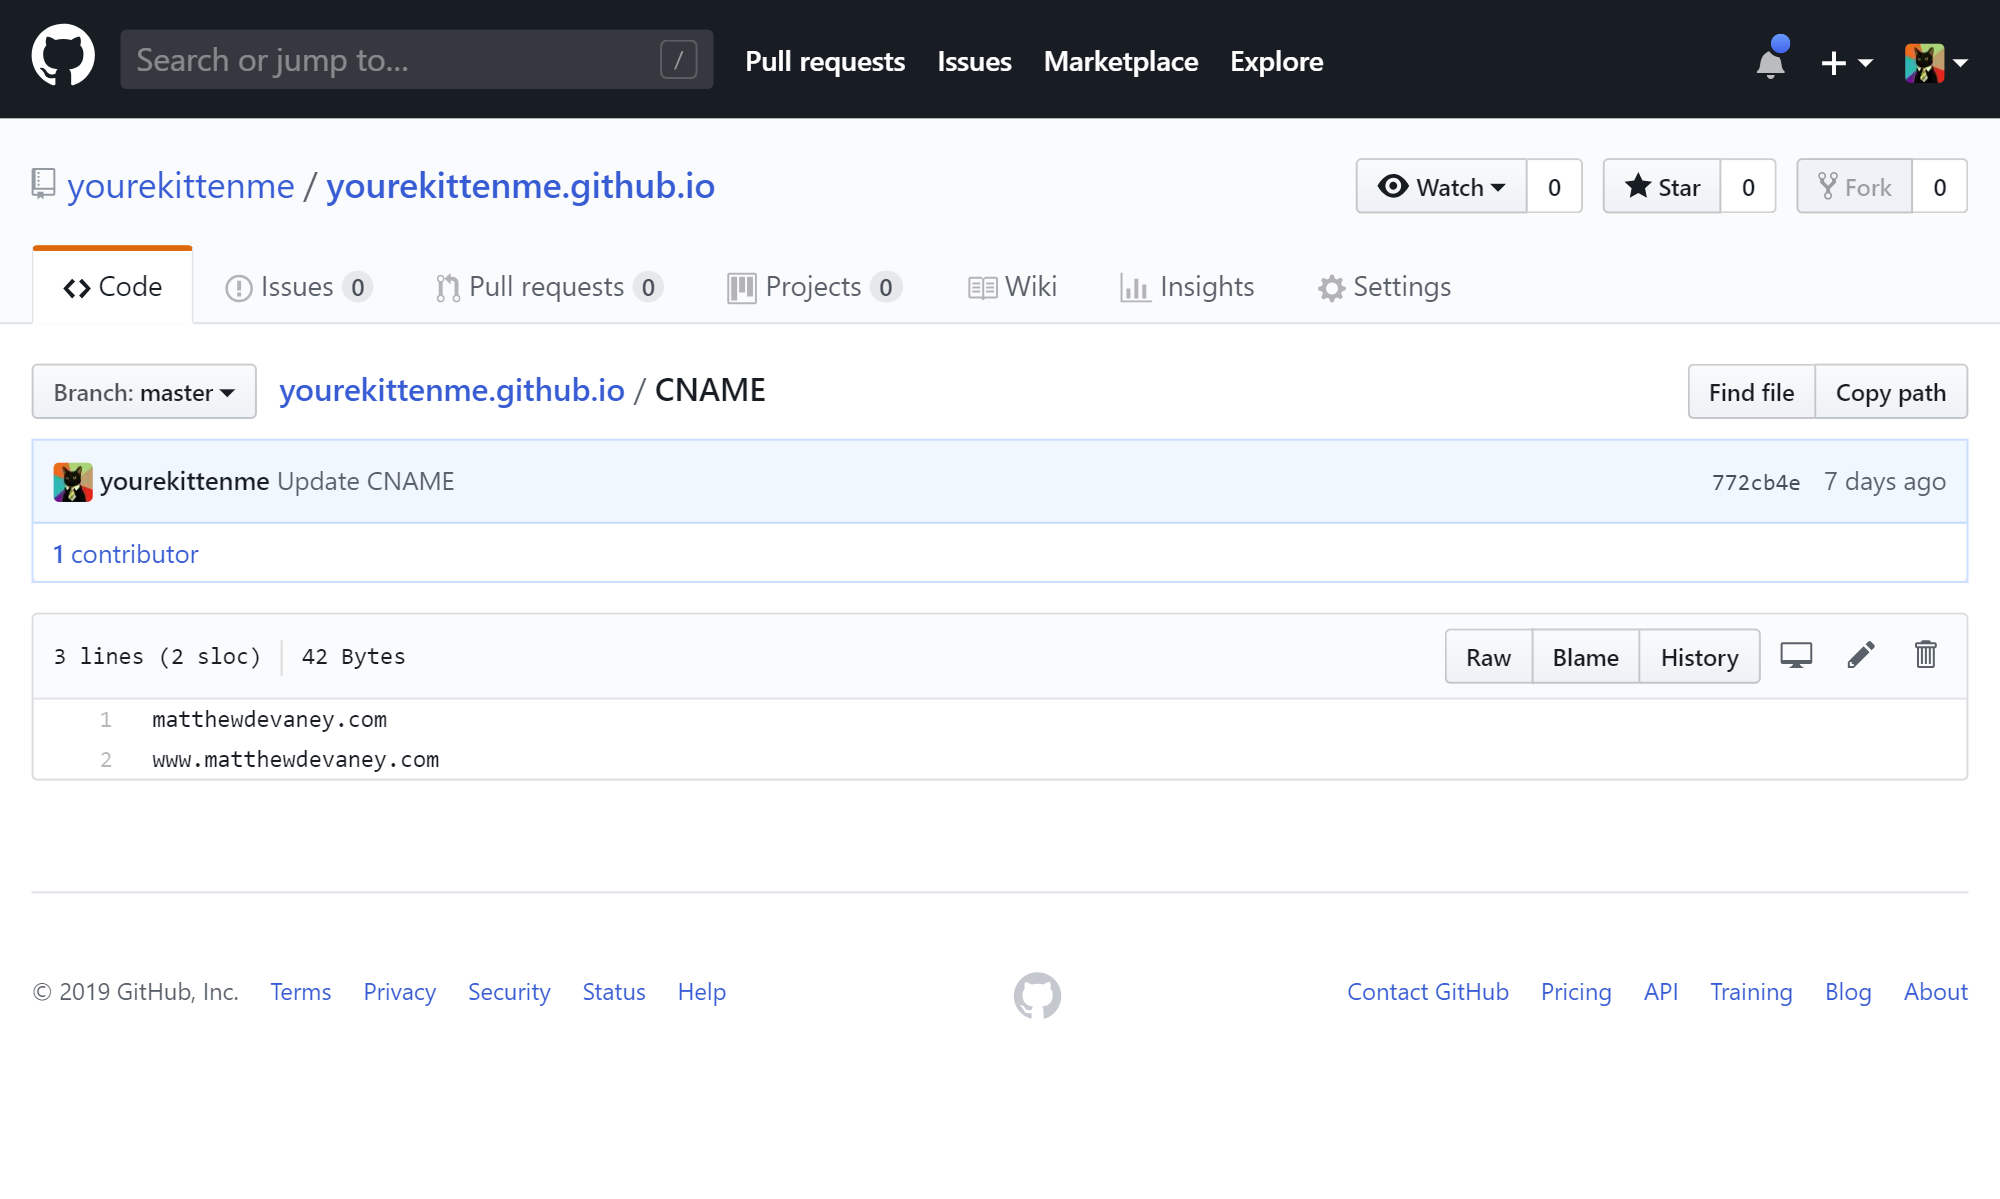 Search or jump to... /
Pull requests Issues Marketplace Explore
yourekittenme / yourekittenme.github.io
Watch 0 Star 0 Fork 0
Code Issues 0 Pull requests 0 Projects 0 Wiki Insights Settings
Branch: master yourekittenme.github.io / CNAME Find file Copy path
yourekittenme Update CNAME 772cb4e 7 days ago
1 contributor
3 lines (2 sloc) 42 Bytes Raw Blame History
1 matthewdevaney.com
2 www.matthewdevaney.com
© 2019 GitHub, Inc. Terms Privacy Security Status Help Contact GitHub Pricing API Training Blog About